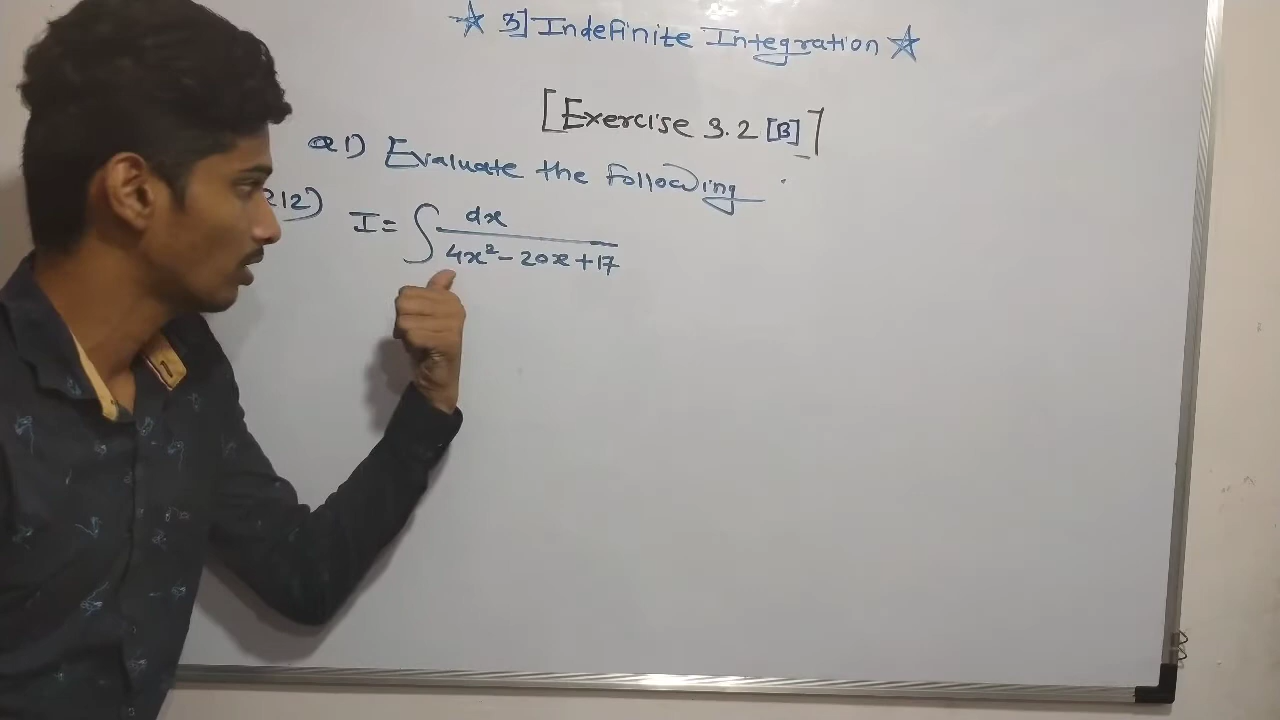 ☆ 3] Indefinite Integration ☆
[Exercise 3.2 [B]]
Q1) Evaluate the following
12) I = ∫ dx / 4x² - 20x + 17